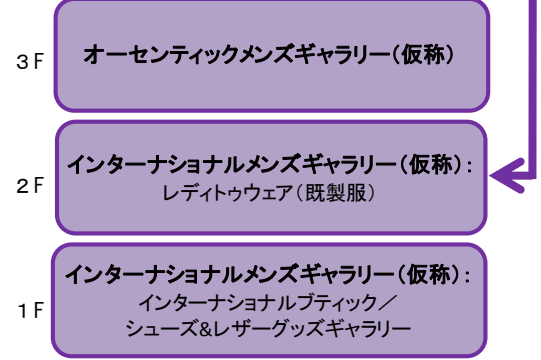 3F
オーセンティックメンズギャラリー(仮称)
2F
インターナショナルメンズギャラリー(仮称):
レディトゥウェア(既製服)
1F
インターナショナルメンズギャラリー(仮称):
インターナショナルブティック/
シューズ&レザーグッズギャラリー